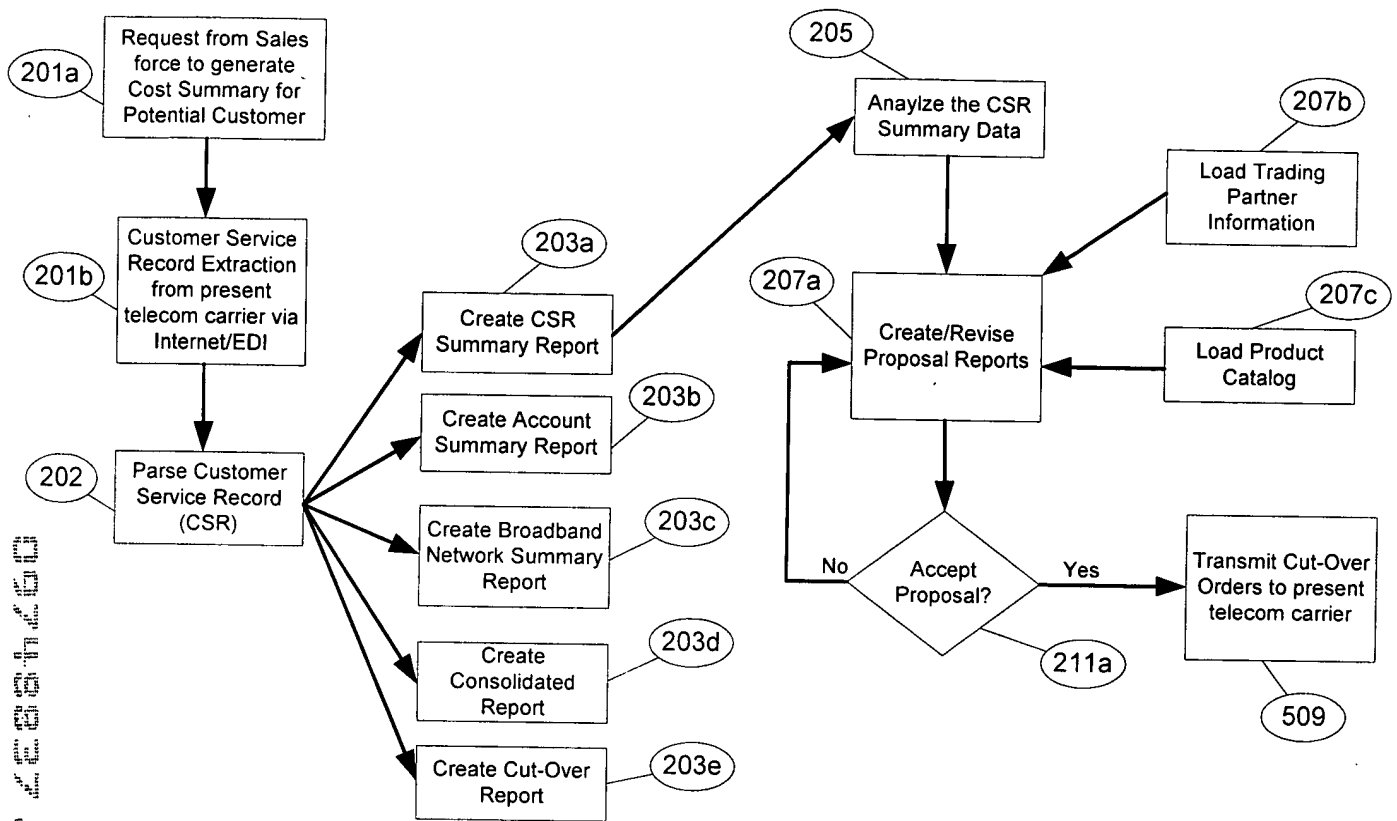 201a
Request from Sales
force to generate
Cost Summary for
Potential Customer
201b
Customer Service
Record Extraction
from present
telecom carrier via
Internet/EDI
202
Parse Customer
Service Record
(CSR)
203a
Create CSR
Summary Report
203b
Create Account
Summary Report
203c
Create Broadband
Network Summary
Report
203d
Create
Consolidated
Report
203e
Create Cut-Over
Report
205
Anaylze the CSR
Summary Data
207b
Load Trading
Partner
Information
207a
Create/Revise
Proposal Reports
207c
Load Product
Catalog
No
Accept
Proposal?
Yes
211a
Transmit Cut-Over
Orders to present
telecom carrier
509